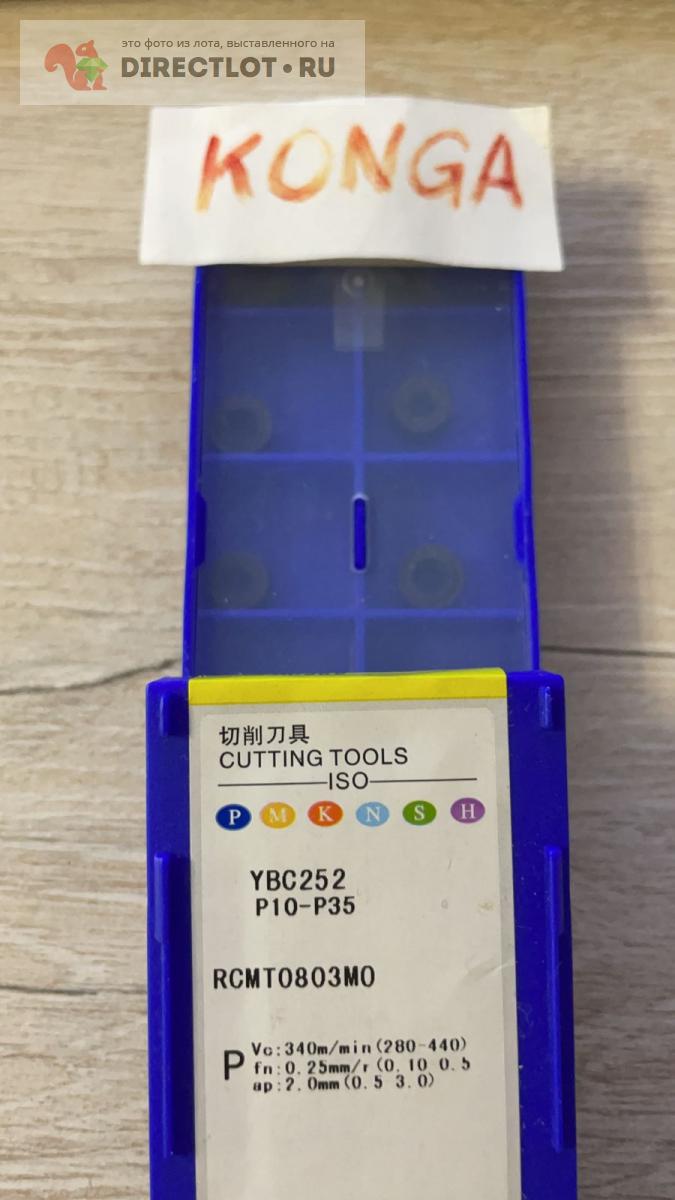 это фото из лота, выставленного на
DIRECTLOT•RU
KONGA
切削刀具
CUTTING TOOLS
ISO
P M K N S H
YBC252
P10-P35
RCMT0803MO
P
Vc:340m/min(280-440)
fn:0.25mm/r(0.10 0.5
ap:2.0mm(0.5 3.0)